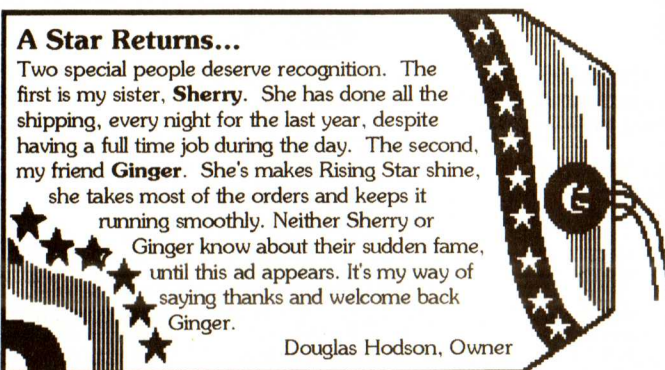 A Star Returns...
Two special people deserve recognition. The
first is my sister, Sherry. She has done all the
shipping, every night for the last year, despite
having a full time job during the day. The second,
my friend Ginger. She's makes Rising Star shine,
she takes most of the orders and keeps it
running smoothly. Neither Sherry or
Ginger know about their sudden fame,
until this ad appears. It's my way of
saying thanks and welcome back
Ginger.
Douglas Hodson, Owner